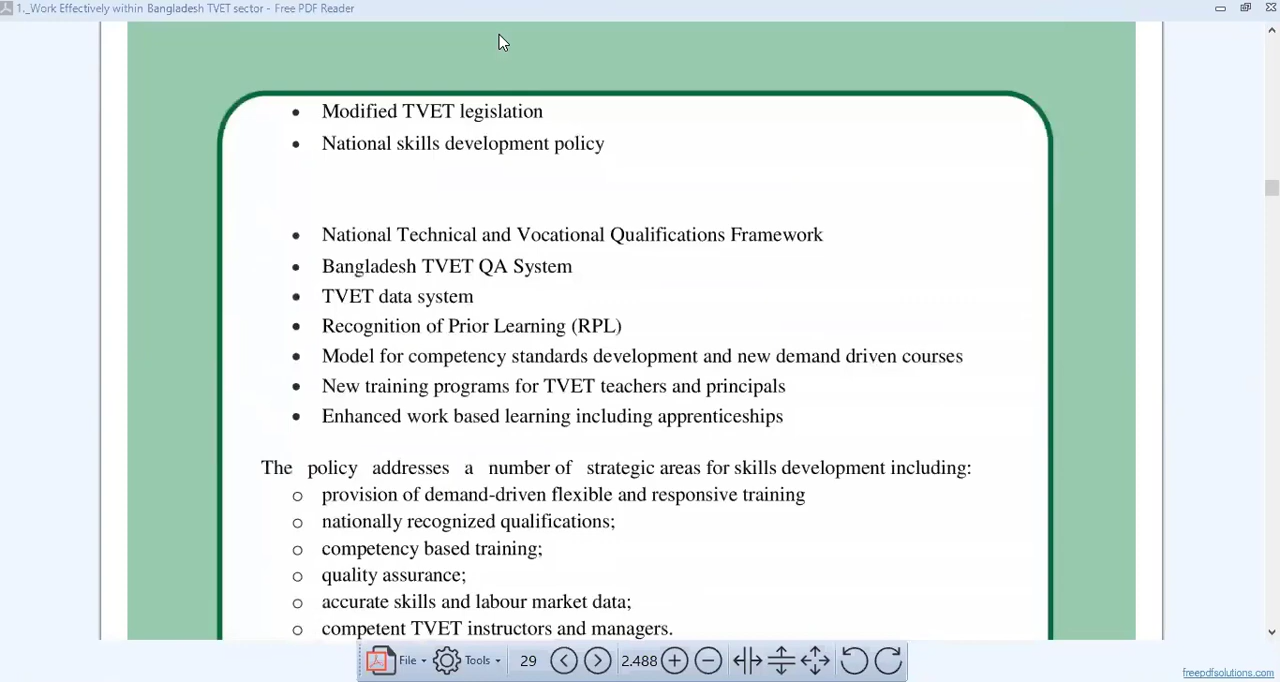 1._Work Effectively within Bangladesh TVET sector - Free PDF Reader
• Modified TVET legislation
• National skills development policy
• National Technical and Vocational Qualifications Framework
• Bangladesh TVET QA System
• TVET data system
• Recognition of Prior Learning (RPL)
• Model for competency standards development and new demand driven courses
• New training programs for TVET teachers and principals
• Enhanced work based learning including apprenticeships
The policy addresses a number of strategic areas for skills development including:
o provision of demand-driven flexible and responsive training
o nationally recognized qualifications;
o competency based training;
o quality assurance;
o accurate skills and labour market data;
o competent TVET instructors and managers.
File Tools 29 2.488
freepdfsolutions.com